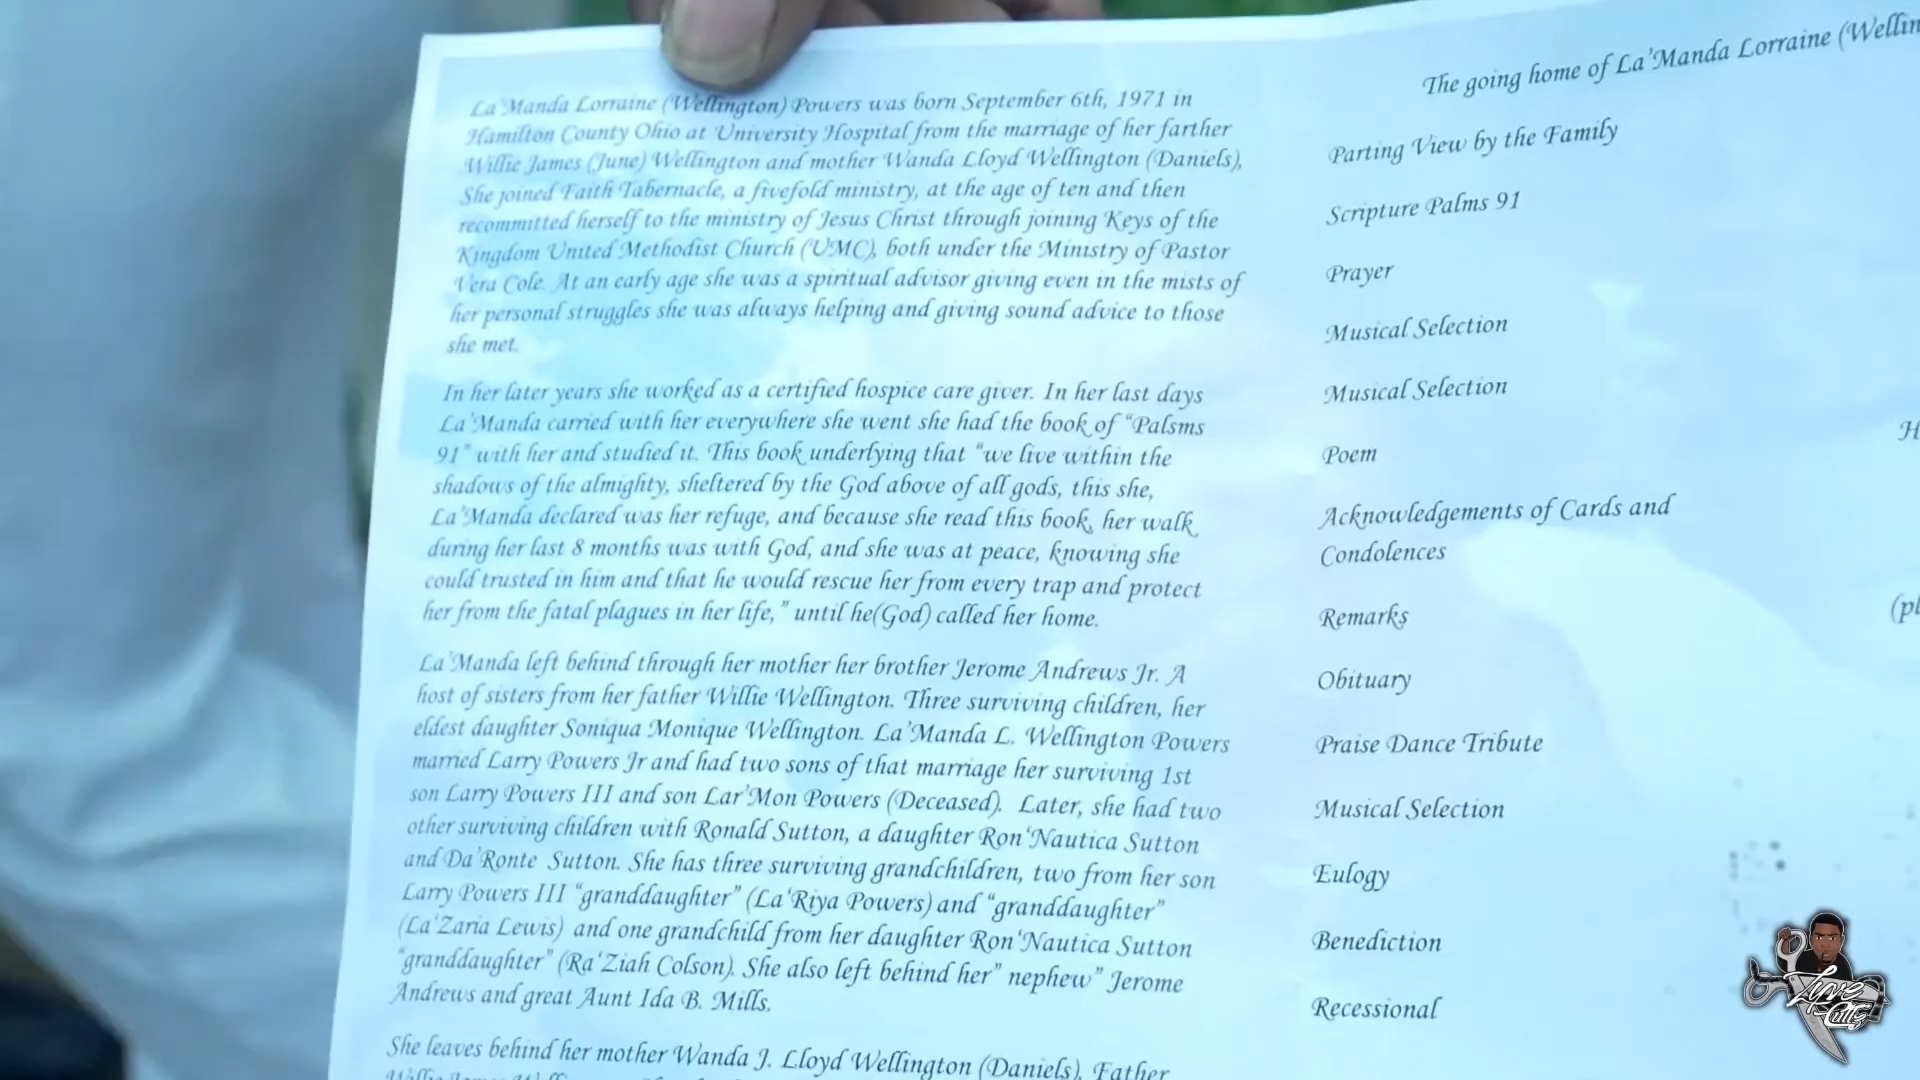 La'Manda Lorraine (Wellington) Powers was born September 6th, 1971 in
Hamilton County Ohio at University Hospital from the marriage of her farther
Willie James (June) Wellington and mother Wanda Lloyd Wellington (Daniels),
She joined Faith Tabernacle, a fivefold ministry, at the age of ten and then
recommitted herself to the ministry of Jesus Christ through joining Keys of the
Kingdom United Methodist Church (UMC), both under the Ministry of Pastor
Vera Cole. At an early age she was a spiritual advisor giving even in the mists of
her personal struggles she was always helping and giving sound advice to those
she met.
In her later years she worked as a certified hospice care giver. In her last days
La'Manda carried with her everywhere she went she had the book of "Palsms
91" with her and studied it. This book underlying that "we live within the
shadows of the almighty, sheltered by the God above of all gods, this she,
La'Manda declared was her refuge, and because she read this book, her walk
during her last 8 months was with God, and she was at peace, knowing she
could trusted in him and that he would rescue her from every trap and protect
her from the fatal plagues in her life," until he(God) called her home.
La'Manda left behind through her mother her brother Jerome Andrews Jr. A
host of sisters from her father Willie Wellington. Three surviving children, her
eldest daughter Soniqua Monique Wellington. La'Manda L. Wellington Powers
married Larry Powers Jr and had two sons of that marriage her surviving 1st
son Larry Powers III and son Lar'Mon Powers (Deceased). Later, she had two
other surviving children with Ronald Sutton, a daughter Ron'Nautica Sutton
and Da'Ronte Sutton. She has three surviving grandchildren, two from her son
Larry Powers III "granddaughter" (La'Riya Powers) and "granddaughter"
(La'Zaria Lewis) and one grandchild from her daughter Ron'Nautica Sutton
"granddaughter" (Ra'Ziah Colson). She also left behind her" nephew" Jerome
Andrews and great Aunt Ida B. Mills.
She leaves behind her mother Wanda J. Lloyd Wellington (Daniels), Father
The going home of La'Manda Lorraine (Wellin
Parting View by the Family
Scripture Palms 91
Prayer
Musical Selection
Musical Selection
Poem
Acknowledgements of Cards and
Condolences
Remarks
Obituary
Praise Dance Tribute
Musical Selection
Eulogy
Benediction
Recessional
H
(pl
Lyve
Cuttz